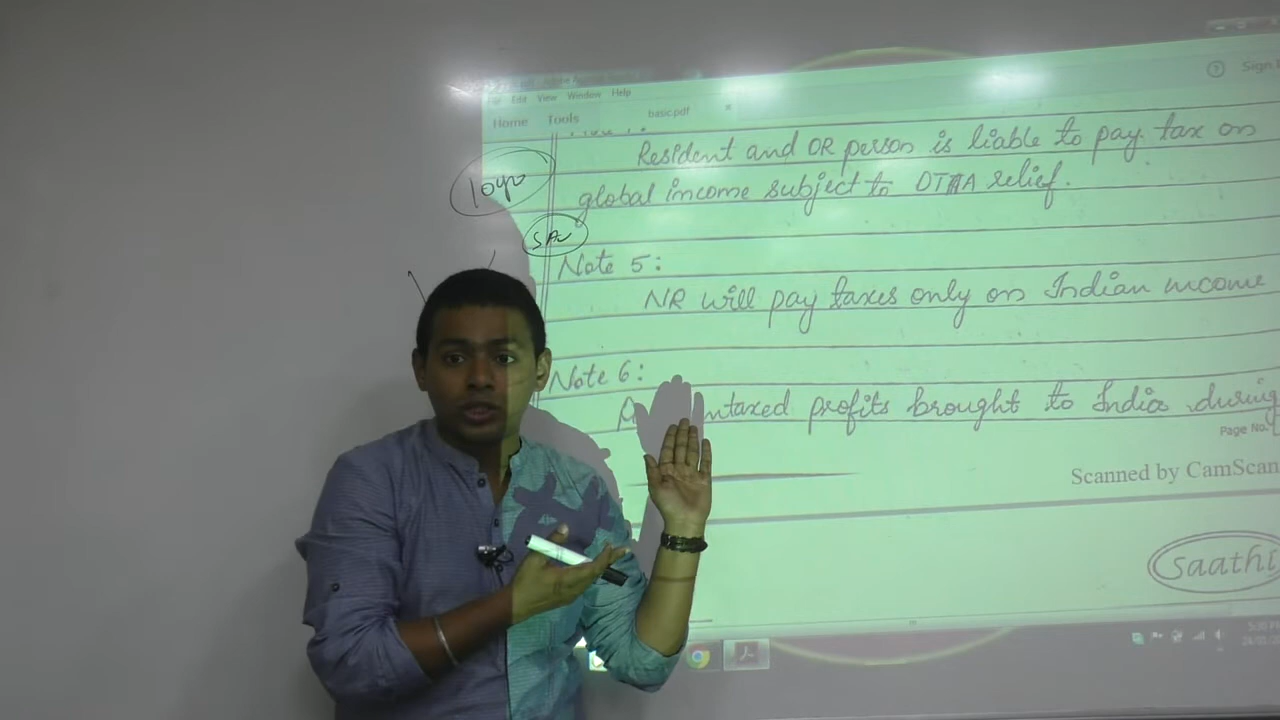 Edit View Window Help
Home Tools basic.pdf
Sign
Resident and OR person is liable to pay tax on
global income subject to DTAA relief.
Note 5:
NR will pay taxes only on Indian income
Note 6:
profits brought to India during
Page No.
Scanned by CamScan
Saathi